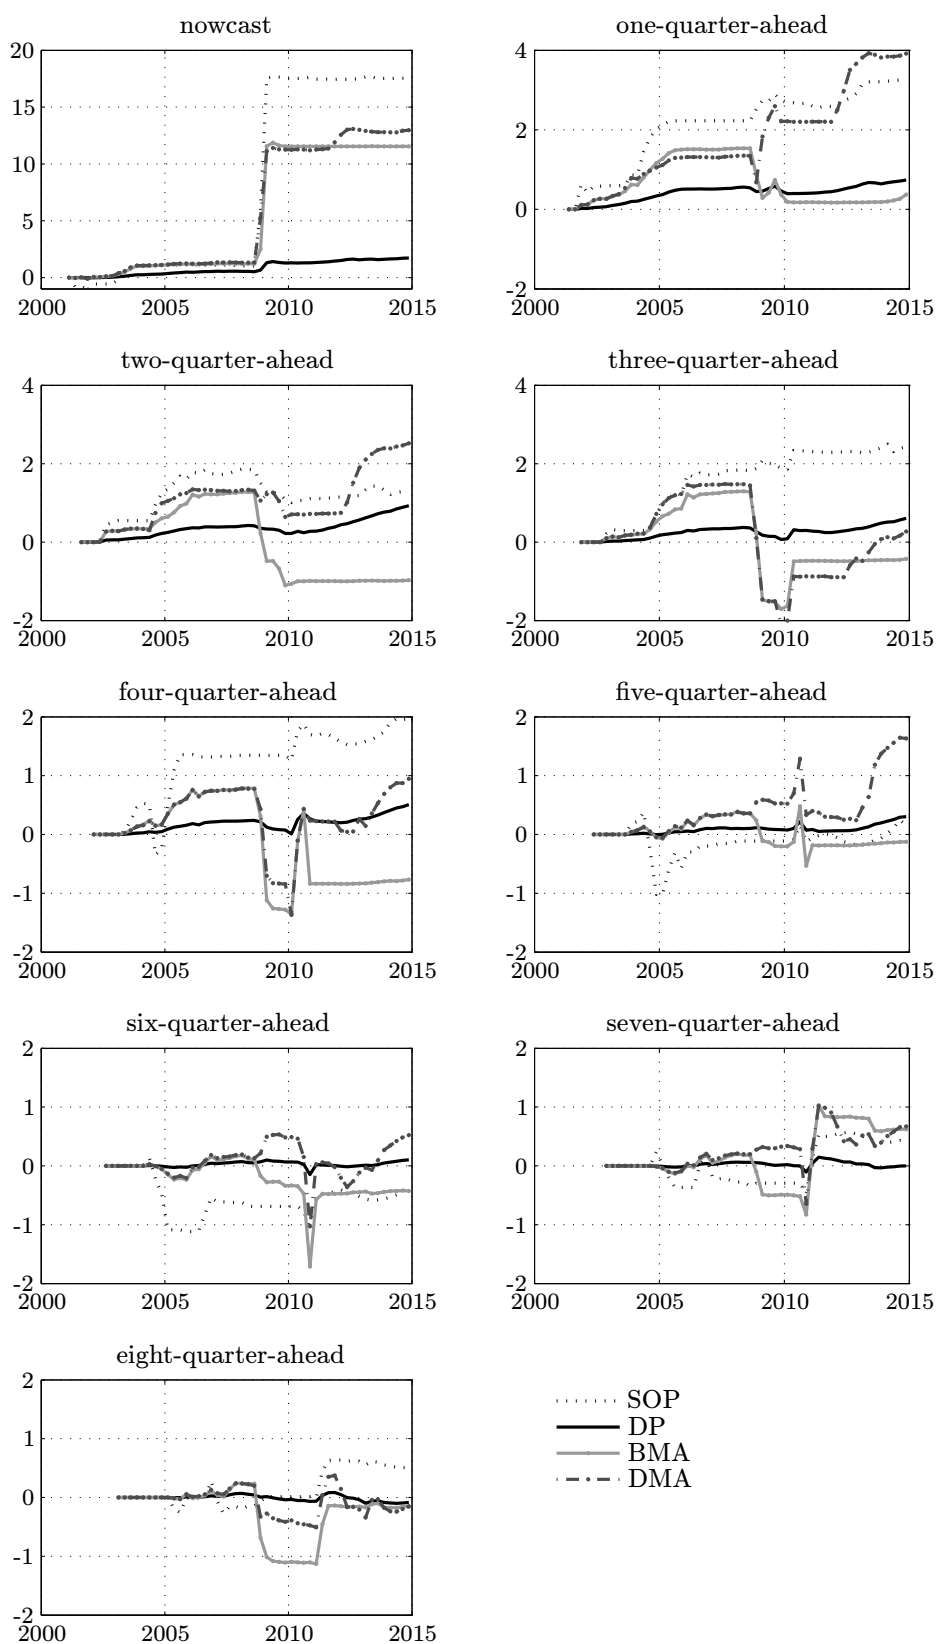 nowcast
20
15
10
5
0
2000 2005 2010 2015
one-quarter-ahead
4
2
0
-2
2000 2005 2010 2015
two-quarter-ahead
4
2
0
-2
2000 2005 2010 2015
three-quarter-ahead
4
2
0
-2
2000 2005 2010 2015
four-quarter-ahead
2
1
0
-1
-2
2000 2005 2010 2015
five-quarter-ahead
2
1
0
-1
-2
2000 2005 2010 2015
six-quarter-ahead
2
1
0
-1
-2
2000 2005 2010 2015
seven-quarter-ahead
2
1
0
-1
-2
2000 2005 2010 2015
eight-quarter-ahead
2
1
0
-1
-2
2000 2005 2010 2015
SOP
DP
BMA
DMA